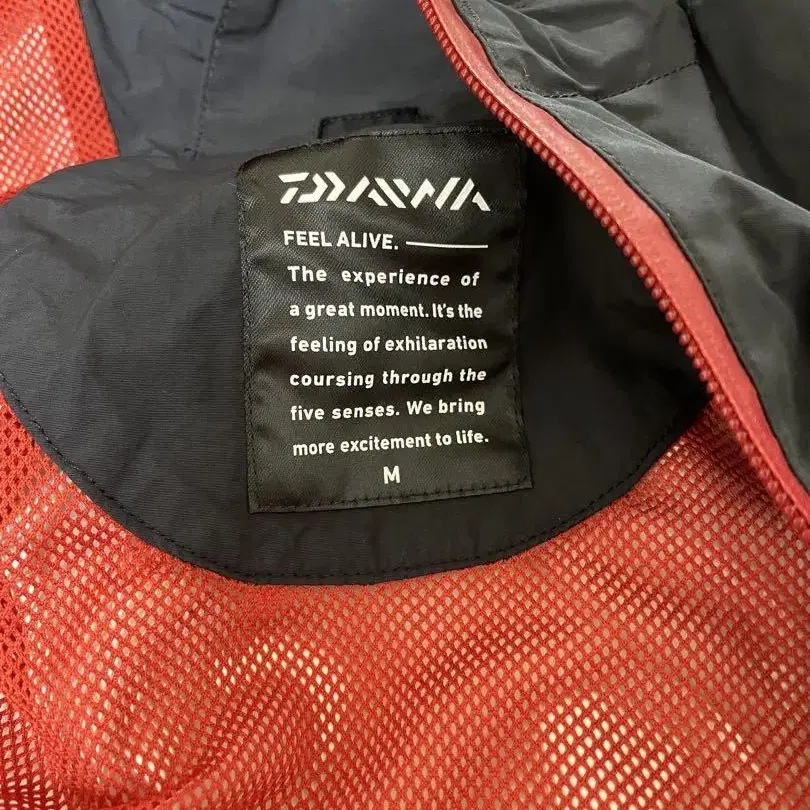 DAIWA
FEEL ALIVE.
The experience of
a great moment. It's the
feeling of exhilaration
coursing through the
five senses. We bring
more excitement to life.
M